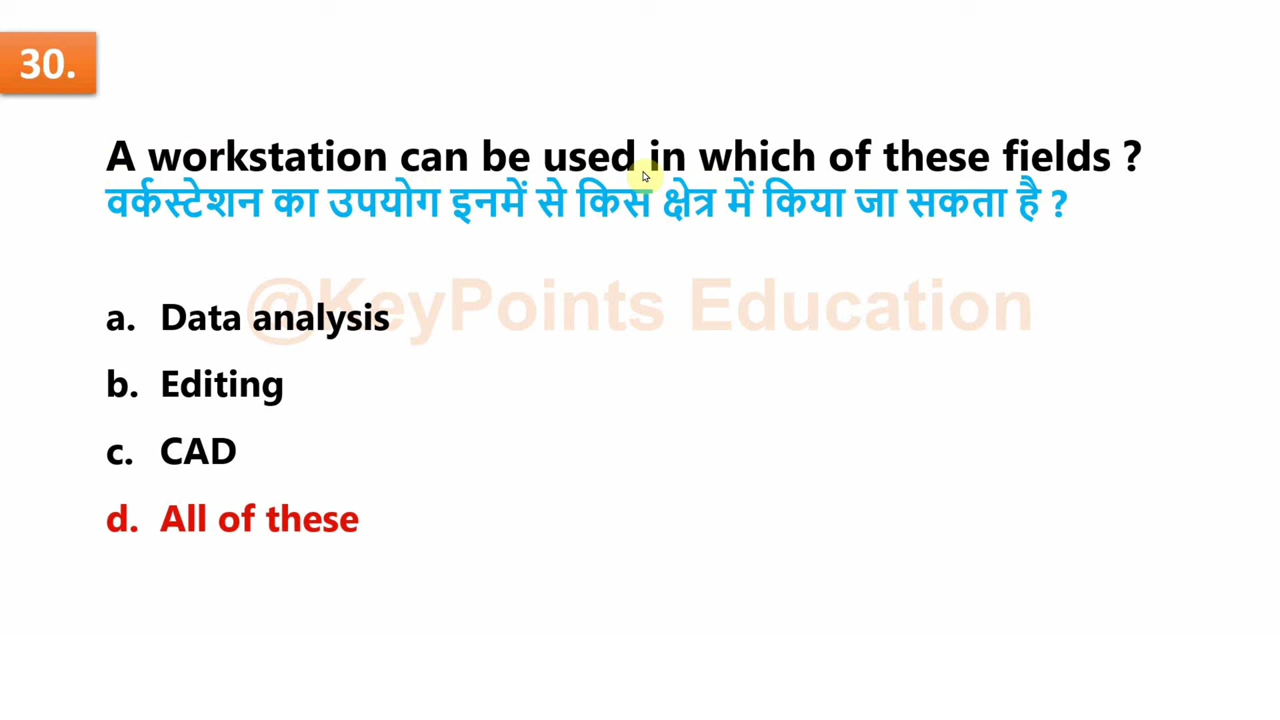 30.
A workstation can be used in which of these fields ?
वर्कस्टेशन का उपयोग इनमें से किस क्षेत्र में किया जा सकता है ?
@KeyPoints Education
a. Data analysis
b. Editing
c. CAD
d. All of these